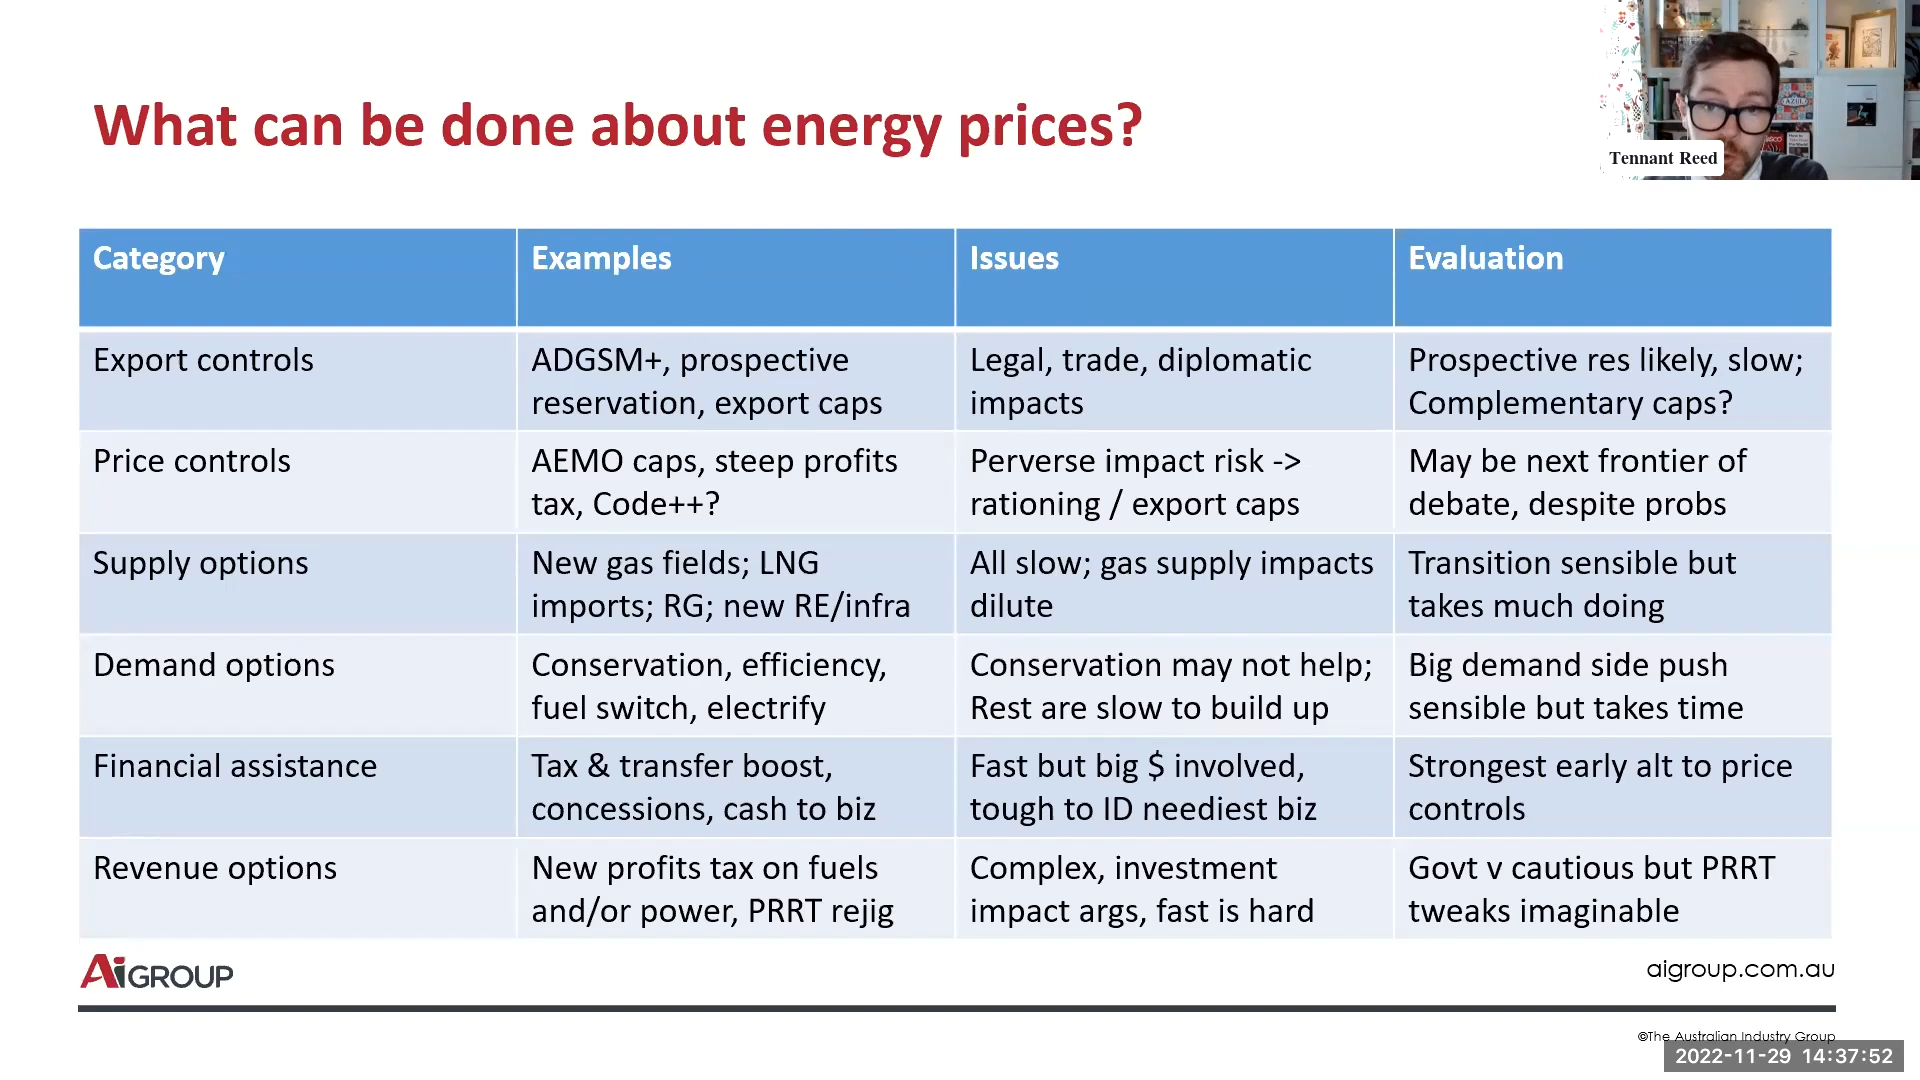 What can be done about energy prices?
Tennant Reed
Category
Examples
Issues
Evaluation
Export controls
ADGSM+, prospective
reservation, export caps
Legal, trade, diplomatic
impacts
Prospective res likely, slow;
Complementary caps?
Price controls
AEMO caps, steep profits
tax, Code++?
Perverse impact risk ->
rationing / export caps
May be next frontier of
debate, despite probs
Supply options
New gas fields; LNG
imports; RG; new RE/infra
All slow; gas supply impacts
dilute
Transition sensible but
takes much doing
Demand options
Conservation, efficiency,
fuel switch, electrify
Conservation may not help;
Rest are slow to build up
Big demand side push
sensible but takes time
Financial assistance
Tax & transfer boost,
concessions, cash to biz
Fast but big $ involved,
tough to ID neediest biz
Strongest early alt to price
controls
Revenue options
New profits tax on fuels
and/or power, PRRT rejig
Complex, investment
impact args, fast is hard
Govt v cautious but PRRT
tweaks imaginable
Ai GROUP
aigroup.com.au
©The Australian Industry Group
2022-11-29 14:37:52
AZUL